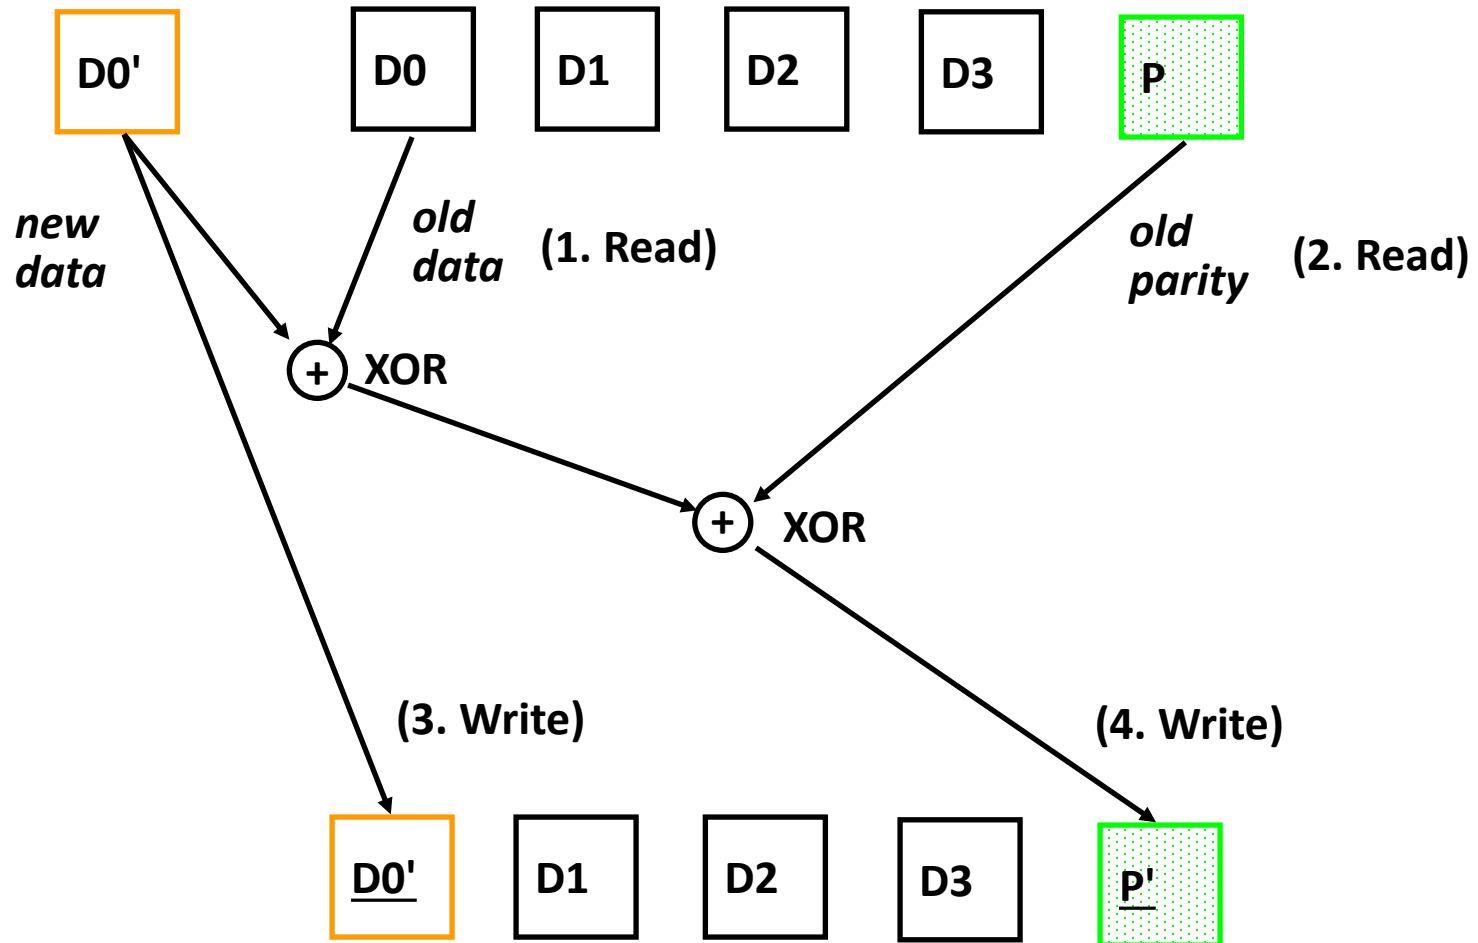 D0'
D0
D1
D2
D3
P
new
data
old
data
(1. Read)
old
parity
(2. Read)
+
XOR
+
XOR
(3. Write)
(4. Write)
D0'
D1
D2
D3
P'